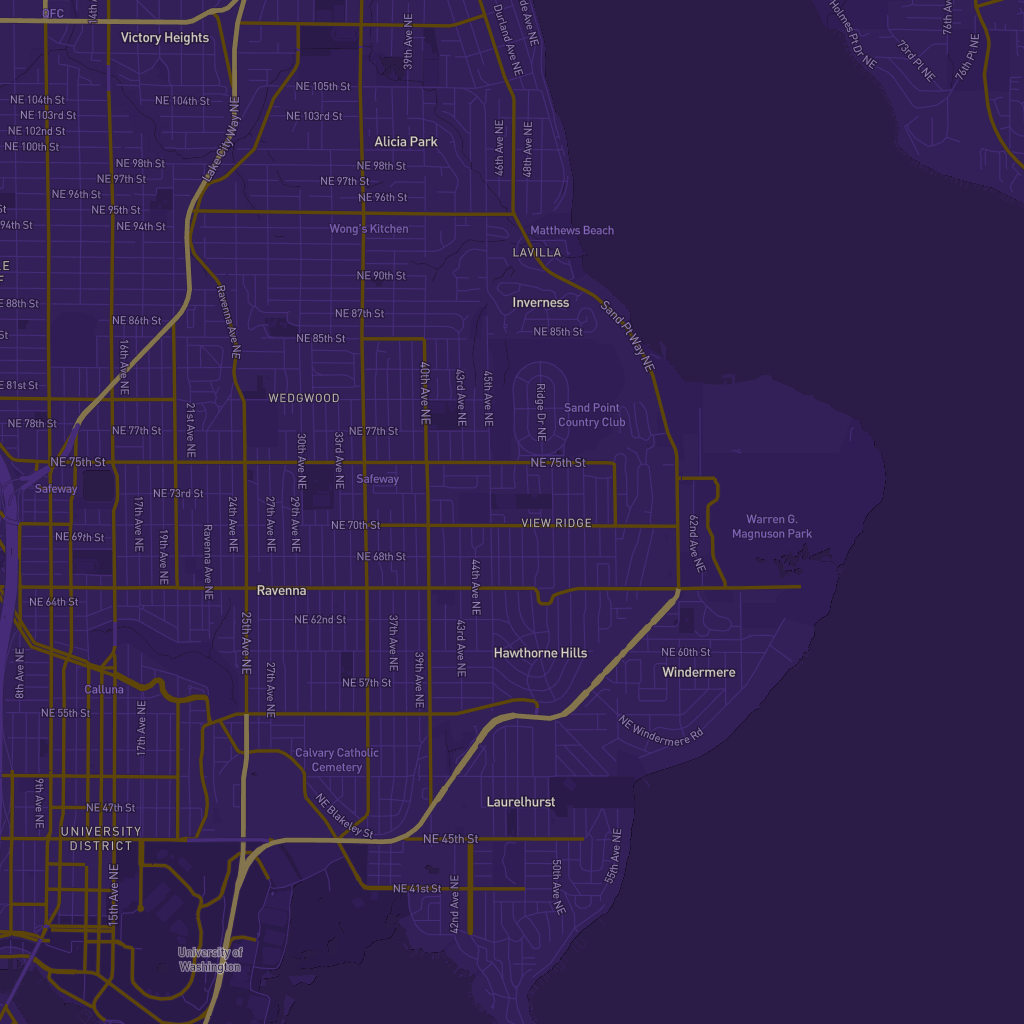 DFC
14th
Victory Heights
39th Ave NE
Durland Ave NE
de Ave NE
Holmes Pt Dr NE
73rd Pl NE
76th Ave
76th Pl NE
NE 104th St
NE 103rd St
NE 102nd St
NE 100th St
NE 104th St
NE 105th St
NE 103rd St
Lake City Way NE
Alicia Park
46th Ave NE
48th Ave NE
NE 98th St
NE 97th St
NE 96th St
NE 95th St
NE 94th St
94th St
NE 98th St
NE 97th St
NE 96th St
Wong's Kitchen
Matthews Beach
LAVILLA
NE 90th St
Inverness
E 88th St
NE 86th St
NE 87th St
NE 85th St
NE 85th St
Ravenna Ave NE
Sand Pt Way NE
16th Ave NE
E 81st St
WEDGWOOD
40th Ave NE
43rd Ave NE
45th Ave NE
Ridge Dr NE
Sand Point
Country Club
NE 78th St
NE 77th St
21st Ave NE
30th Ave NE
33rd Ave NE
NE 77th St
NE 75th St
NE 75th St
Safeway
NE 73rd St
Safeway
17th Ave NE
19th Ave NE
Ravenna Ave NE
24th Ave NE
27th Ave NE
29th Ave NE
NE 70th St
VIEW RIDGE
62nd Ave NE
Warren G.
Magnuson Park
NE 69th St
NE 68th St
44th Ave NE
NE 64th St
Ravenna
NE 62nd St
25th Ave NE
37th Ave NE
43rd Ave NE
Hawthorne Hills
NE 60th St
Windermere
8th Ave NE
27th Ave NE
39th Ave NE
Calluna
NE 57th St
NE 55th St
17th Ave NE
NE Windermere Rd
Calvary Catholic
Cemetery
9th Ave NE
NE 47th St
NE Blakeley St
Laurelhurst
UNIVERSITY
DISTRICT
NE 45th St
55th Ave NE
15th Ave NE
NE 41st St
42nd Ave NE
50th Ave NE
University of
Washington